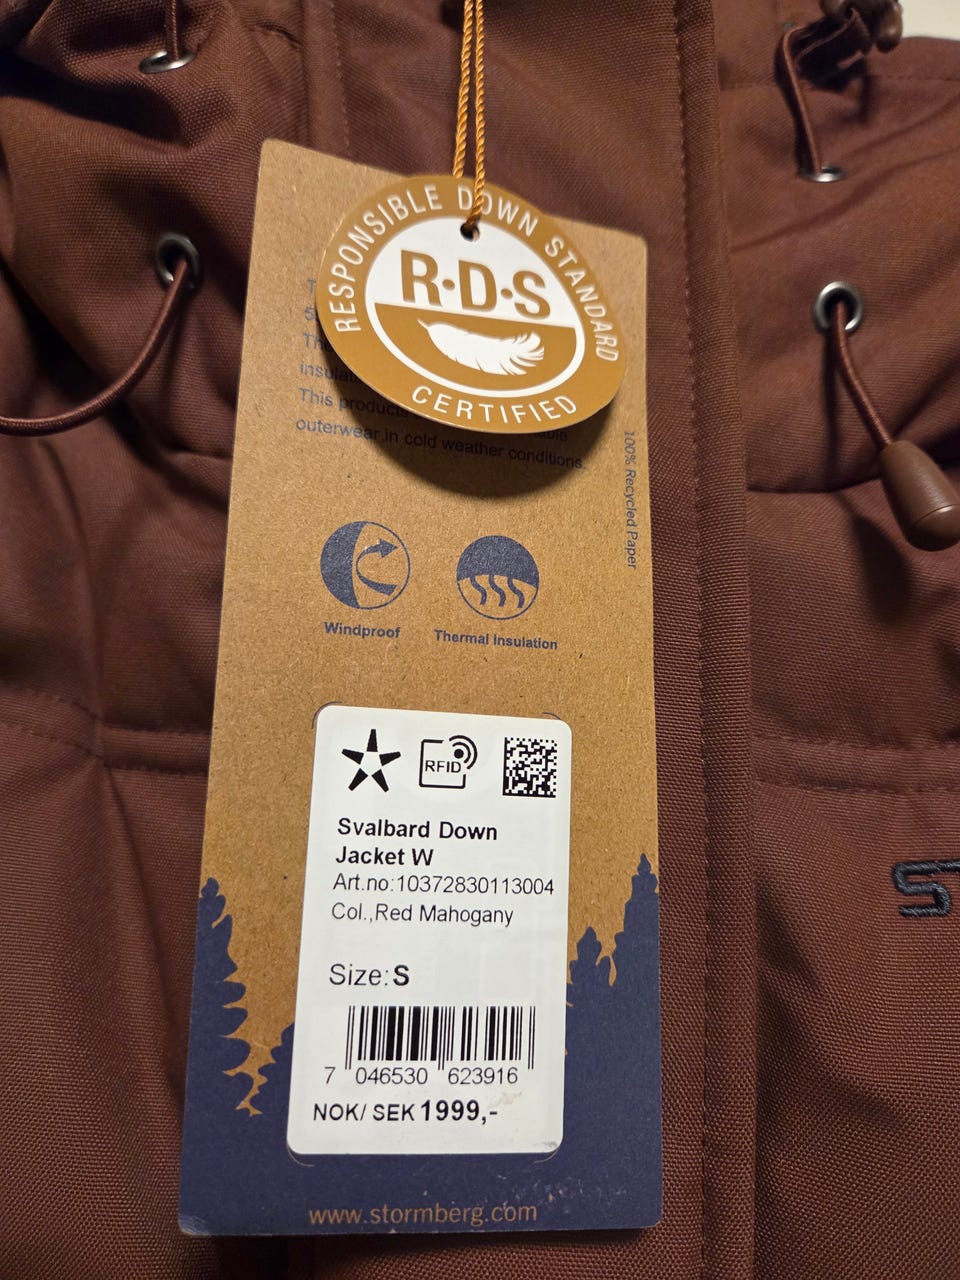 RESPONSIBLE DOWN STANDARD
R·D·S
CERTIFIED
This products
outerwear in cold weather conditions.
100% Recycled Paper
Windproof
Thermal Insulation
RFID
Svalbard Down
Jacket W
Art.no:10372830113004
Col.,Red Mahogany
Size:S
7 046530 623916
NOK/ SEK 1999,-
www.stormberg.com